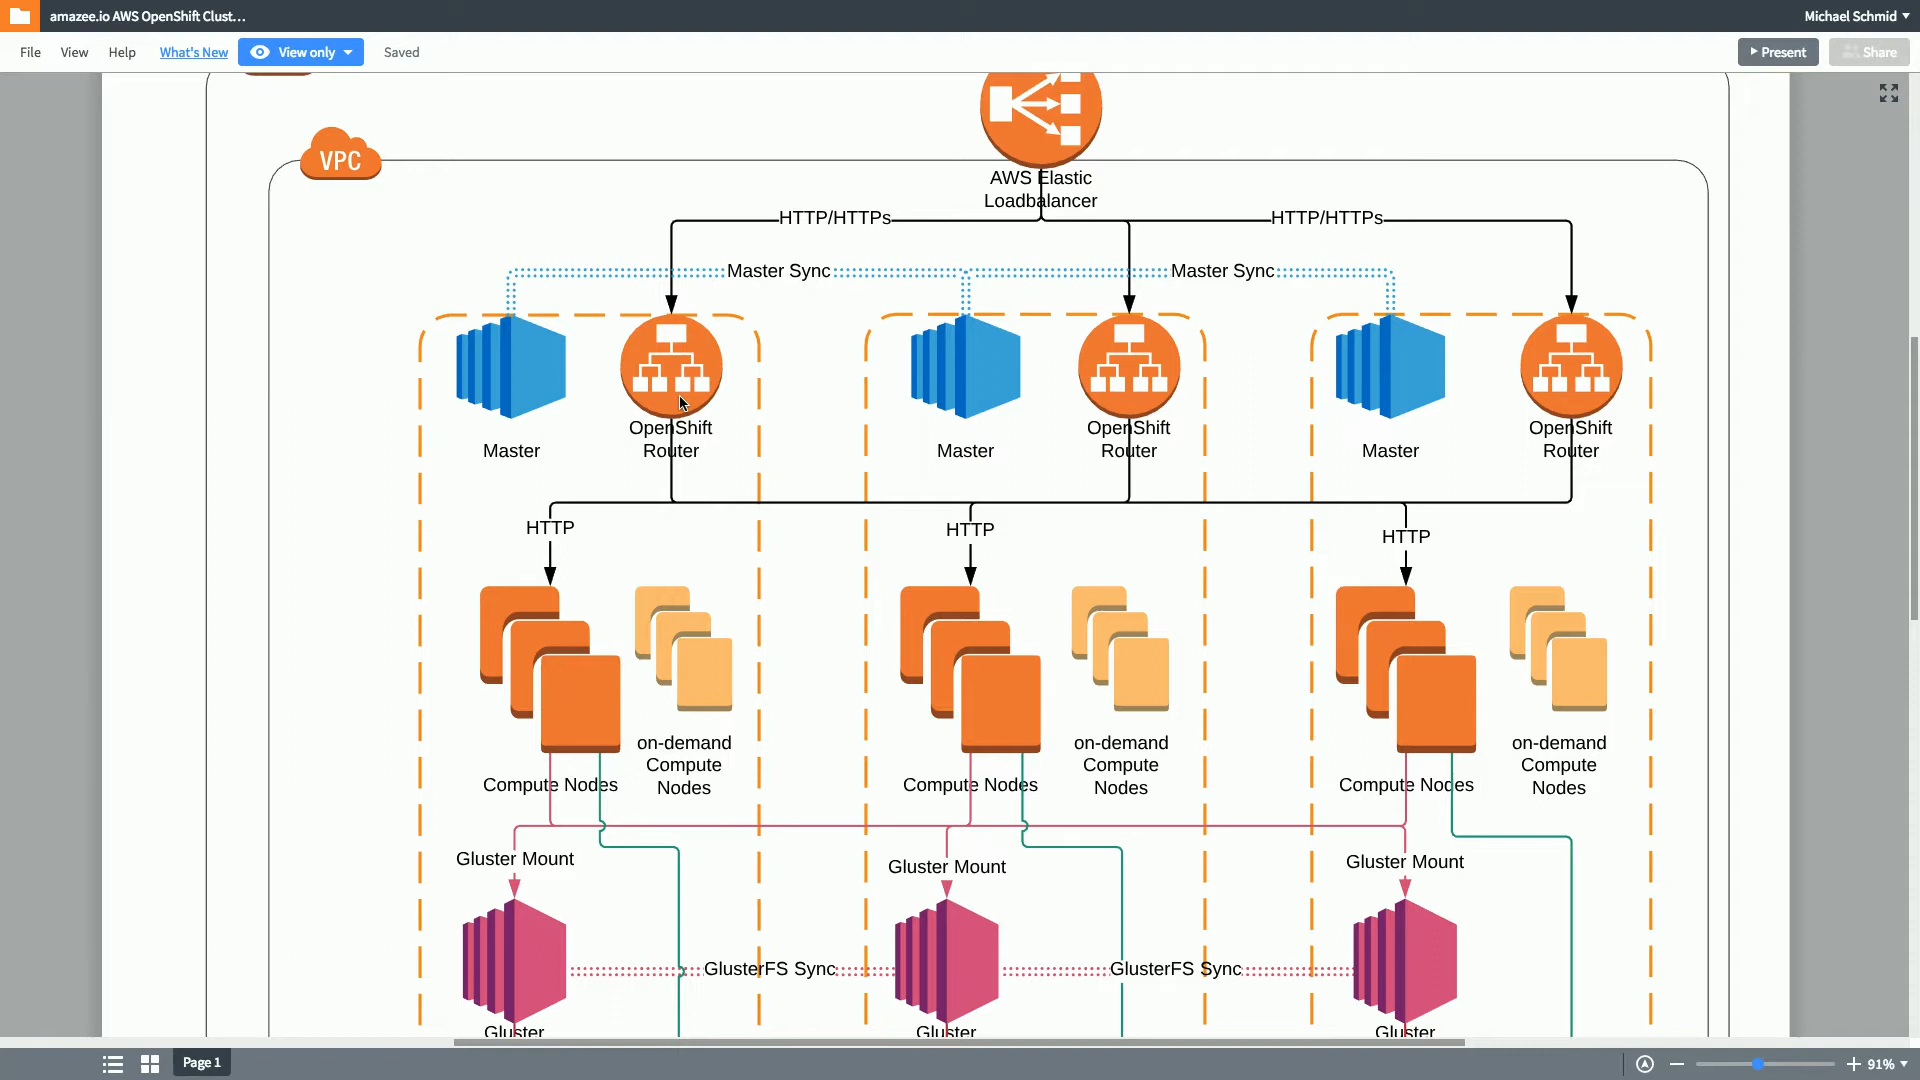 amazee.io AWS OpenShift Clust...
Michael Schmid
File
View
Help
What's New
View only
Saved
Present
Share
VPC
AWS Elastic
Loadbalancer
HTTP/HTTPs
HTTP/HTTPs
Master Sync
Master Sync
Master
OpenShift
Router
Master
OpenShift
Router
Master
OpenShift
Router
HTTP
HTTP
HTTP
Compute Nodes
on-demand
Compute
Nodes
Compute Nodes
on-demand
Compute
Nodes
Compute Nodes
on-demand
Compute
Nodes
Gluster Mount
Gluster Mount
Gluster Mount
GlusterFS Sync
GlusterFS Sync
Gluster
Gluster
Gluster
Page 1
91%